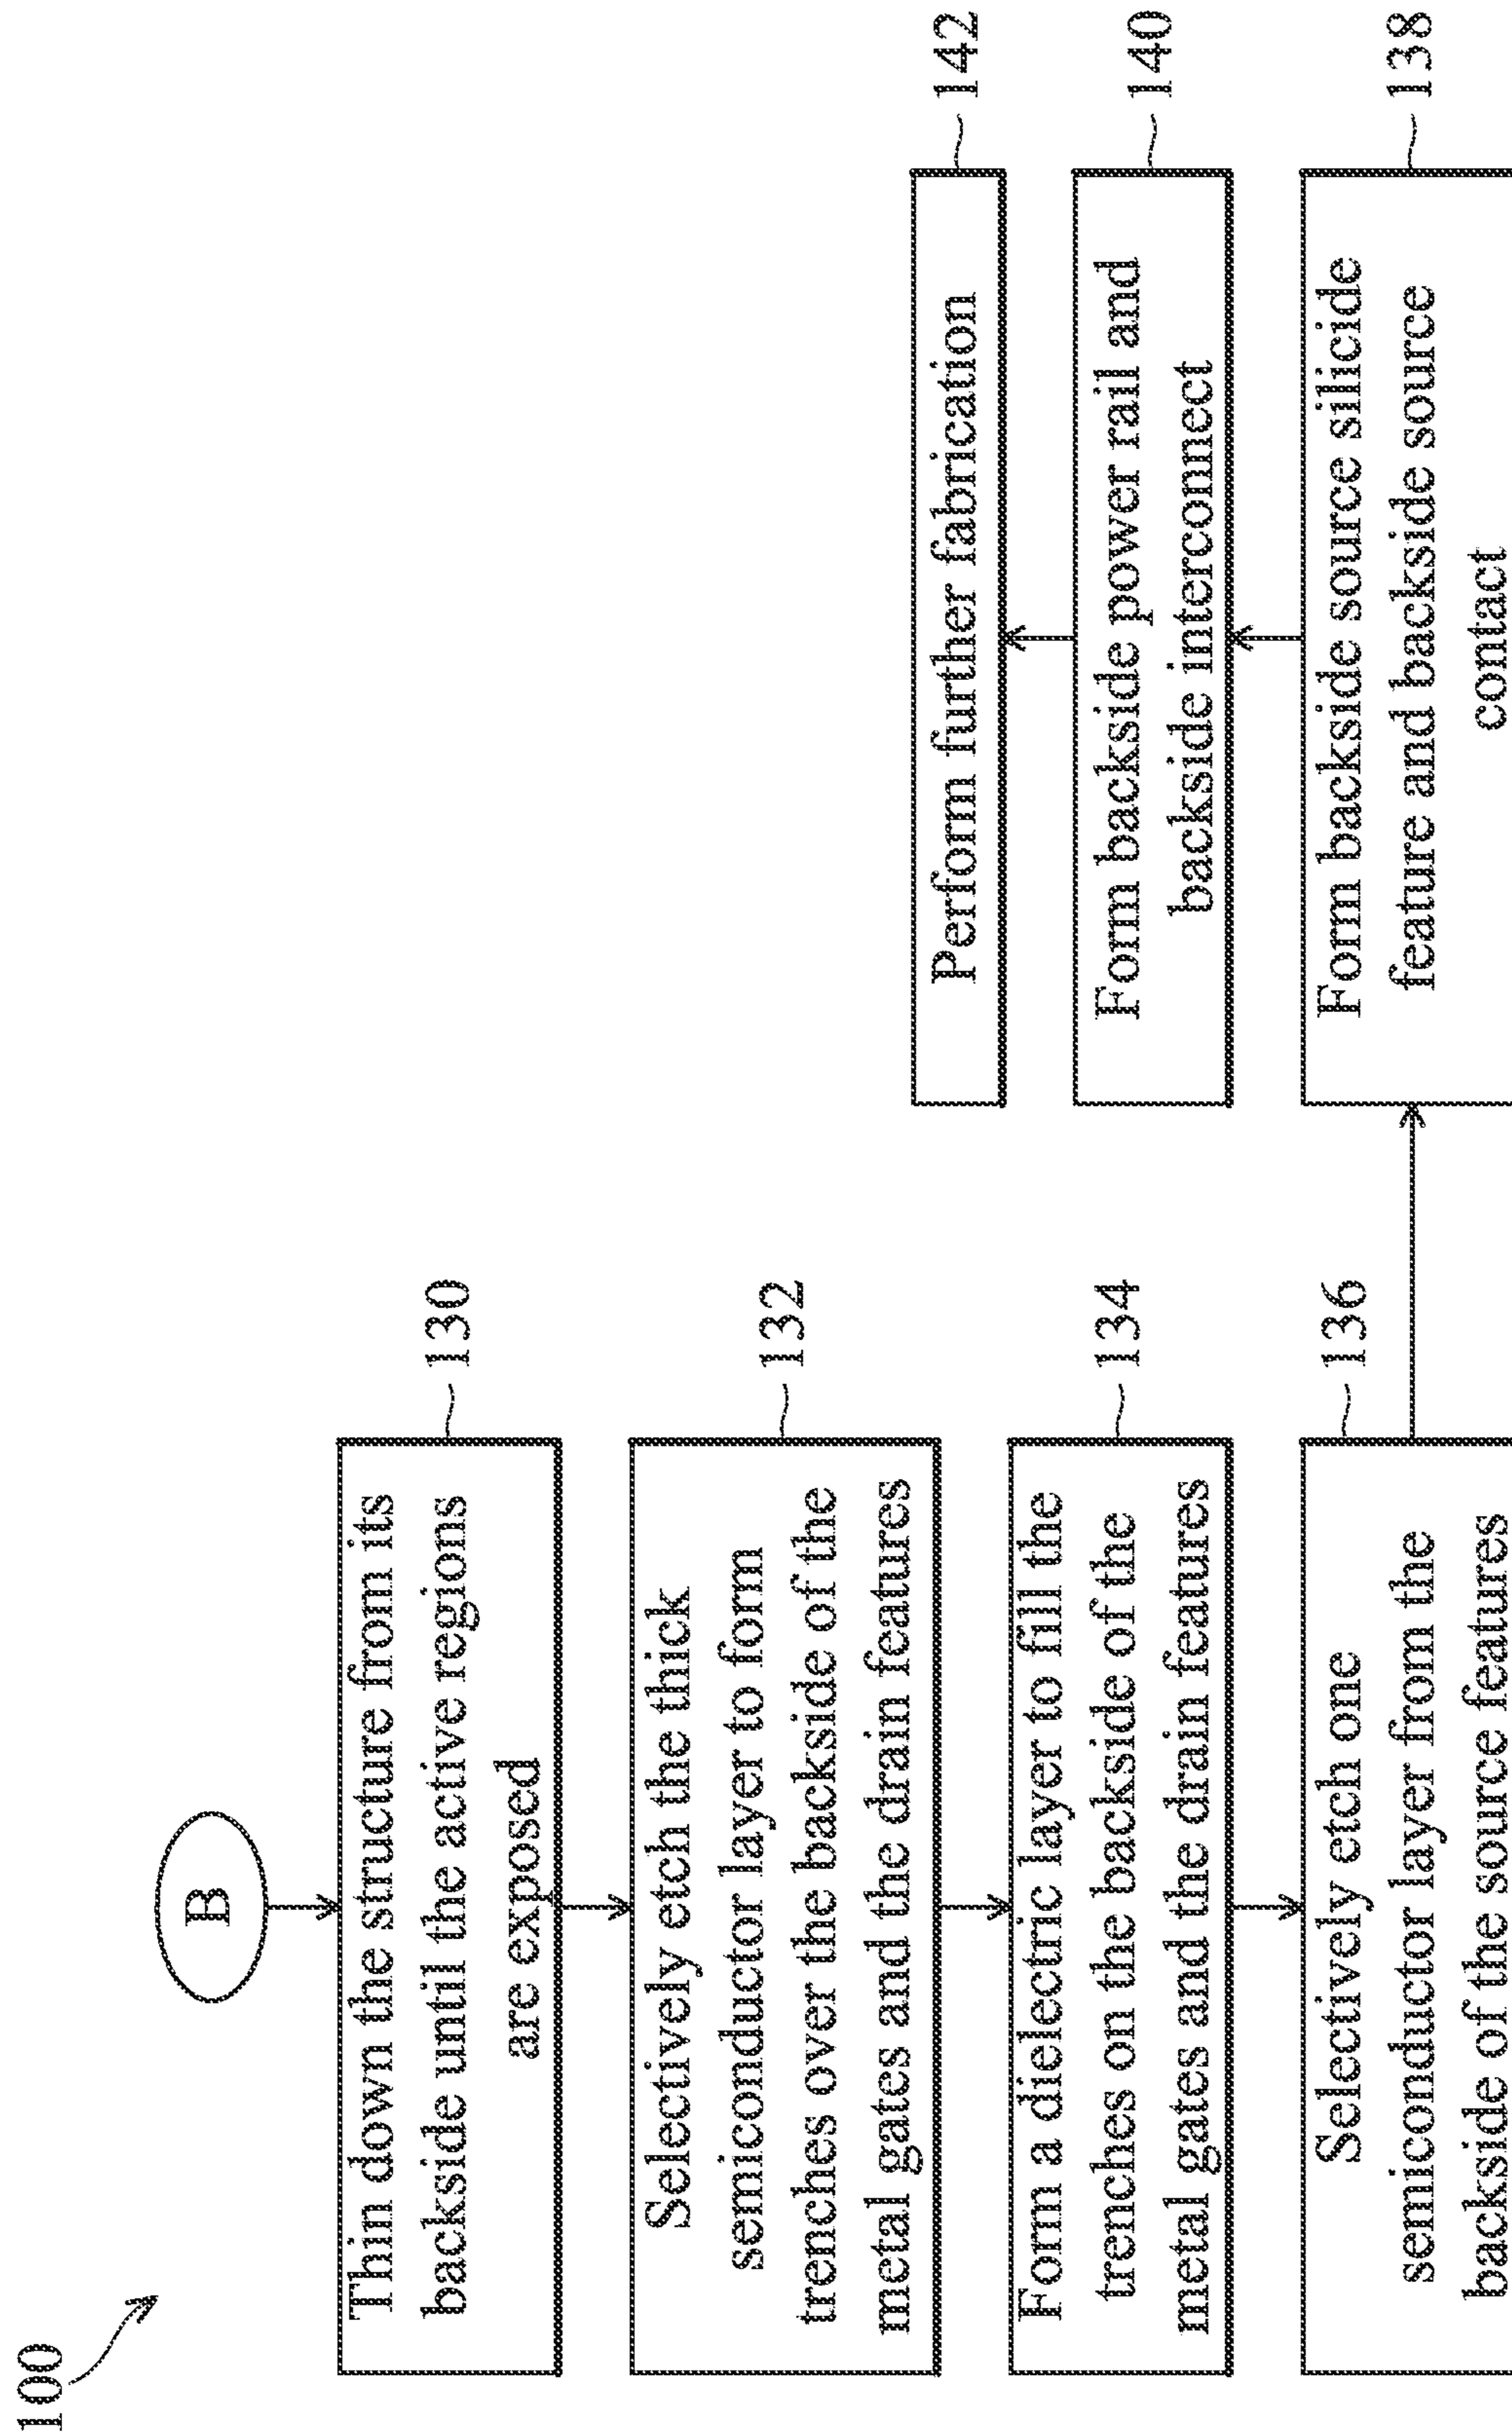 100
B
Thin down the structure from its
backside until the active regions
are exposed
130
Selectively etch the thick
semiconductor layer to form
trenches over the backside of the
metal gates and the drain features
132
Form a dielectric layer to fill the
trenches on the backside of the
metal gates and the drain features
134
Selectively etch one
semiconductor layer from the
backside of the source features
136
Form backside source silicide
feature and backside source
contact
138
Form backside power rail and
backside interconnect
140
Perform further fabrication
142